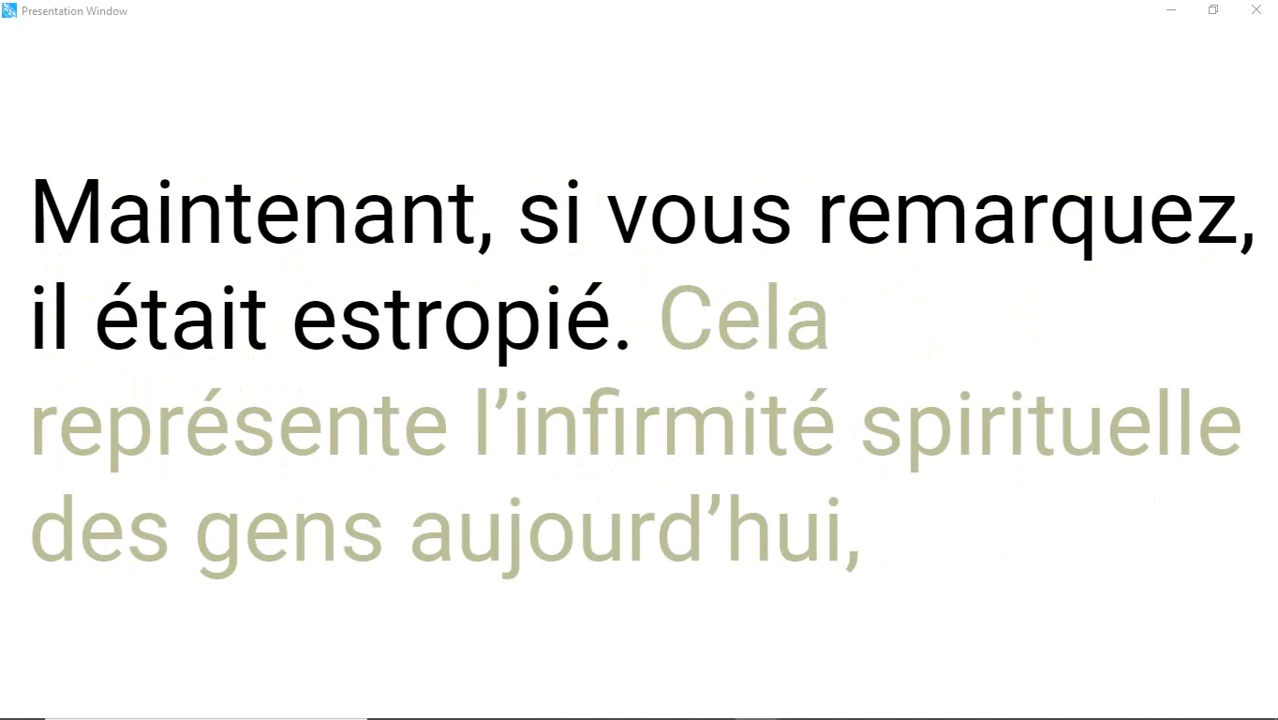 Presentation Window
Maintenant, si vous remarquez,
il était estropié. Cela
représente l’infirmité spirituelle
des gens aujourd’hui,